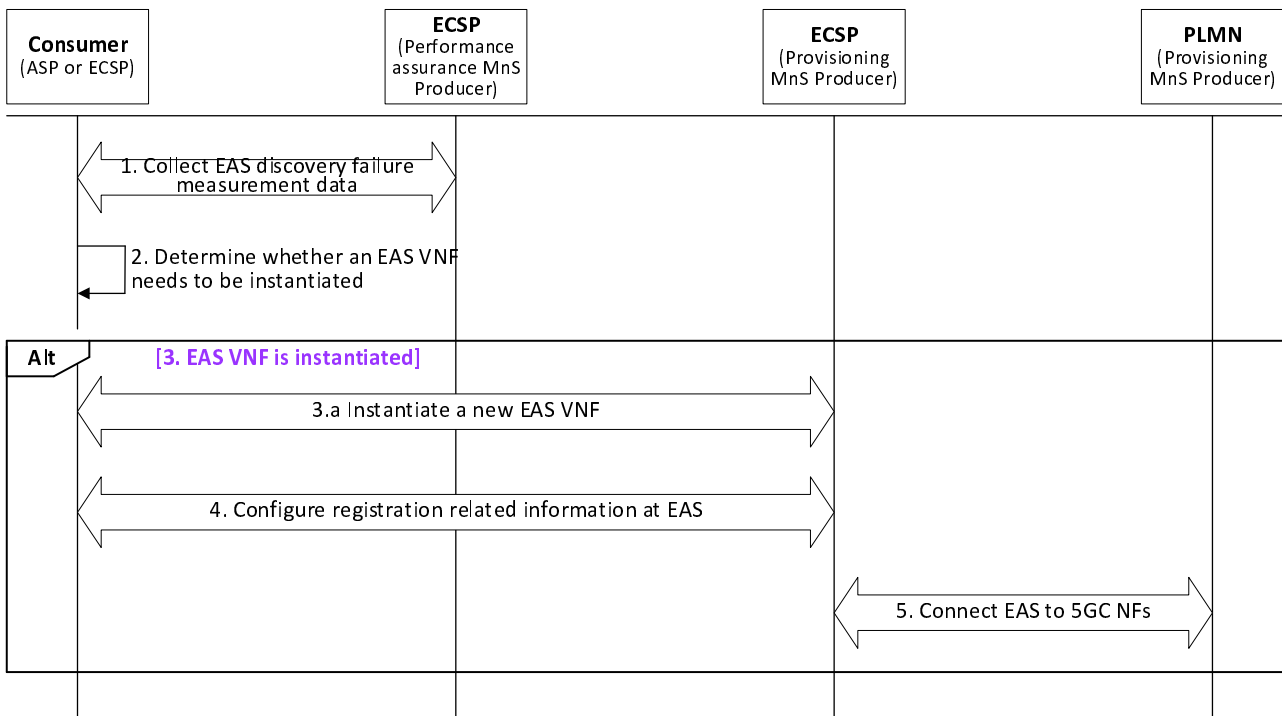 Consumer
(ASP or ECSP)
ECSP
(Performance
assurance MnS
Producer)
ECSP
(Provisioning
MnS Producer)
PLMN
(Provisioning
MnS Producer)
1. Collect EAS discovery failure
measurement data
2. Determine whether an EAS VNF
needs to be instantiated
Alt
[3. EAS VNF is instantiated]
3.a Instantiate a new EAS VNF
4. Configure registration related information at EAS
5. Connect EAS to 5GC NFs